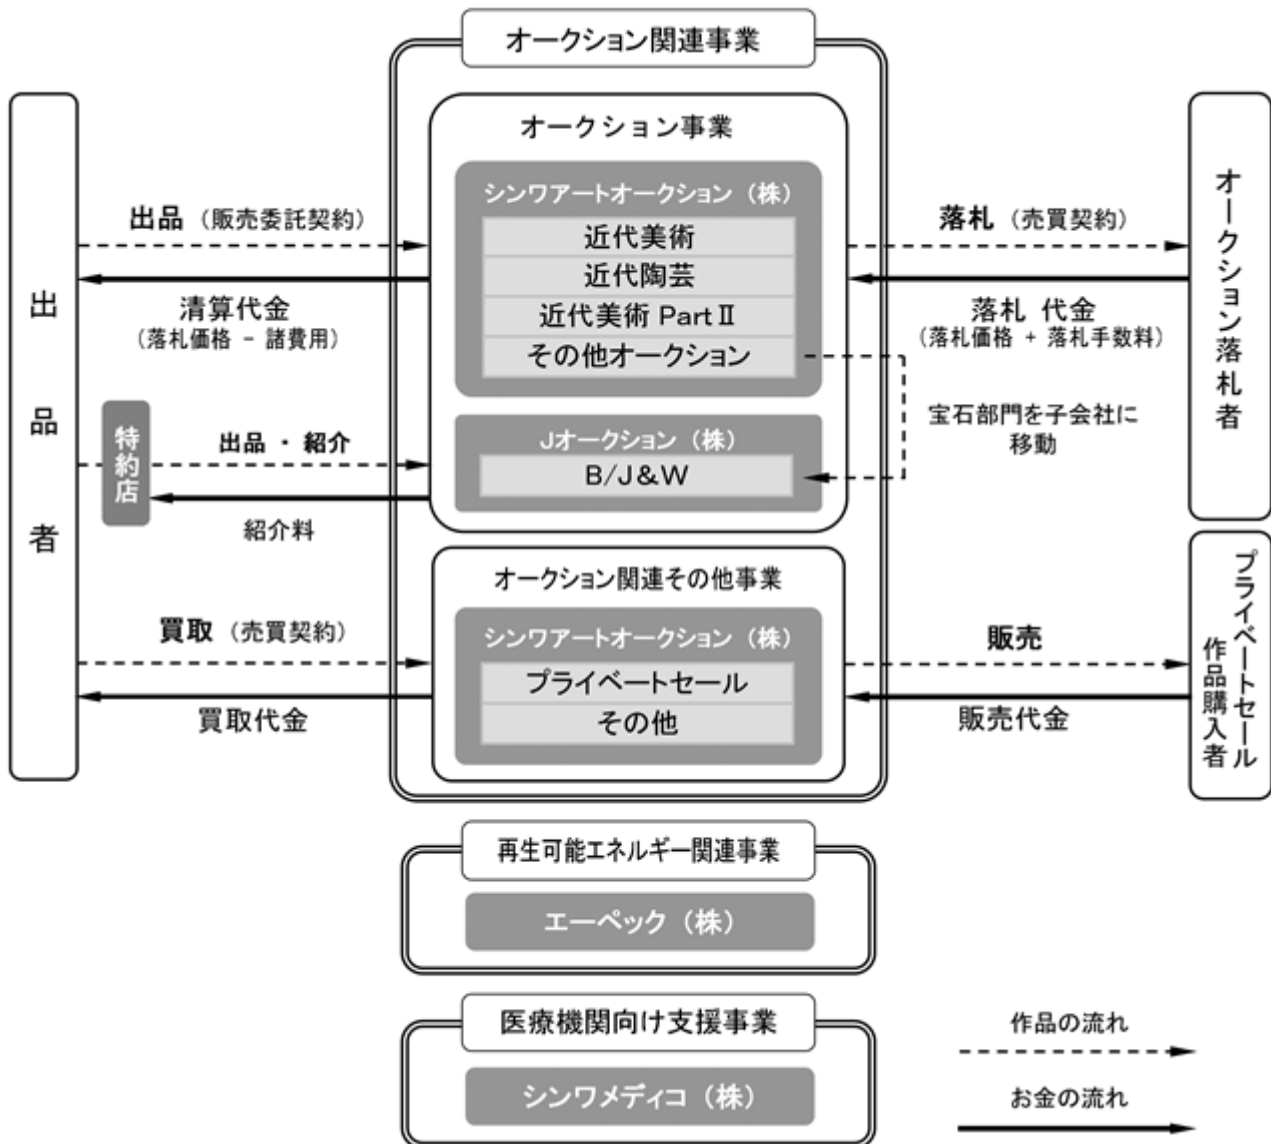 オークション関連事業
オークション事業
シンワアートオークション（株）
近代美術
近代陶芸
近代美術 PartⅡ
その他オークション
Jオークション（株）
B/J&W
出品者
出品（販売委託契約）
清算代金
（落札価格 － 諸費用）
特約店
出品 ・ 紹介
紹介料
買取（売買契約）
買取代金
落札（売買契約）
落札 代金
（落札価格 + 落札手数料）
宝石部門を子会社に
移動
オークション落札者
オークション関連その他事業
シンワアートオークション（株）
プライベートセール
その他
販売
販売代金
プライベートセール
作品購入者
再生可能エネルギー関連事業
エーペック（株）
医療機関向け支援事業
シンワメディコ（株）
作品の流れ
お金の流れ